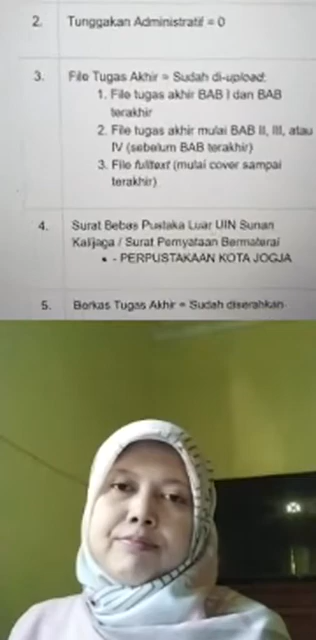 2. Tunggakan Administratif = 0
3. File Tugas Akhir = Sudah di-upload:
1. File tugas akhir BAB I dan BAB
terakhir
2. File tugas akhir mulai BAB II, III, atau
IV (sebelum BAB terakhir)
3. File fulltext (mulai cover sampai
terakhir)
4. Surat Bebas Pustaka Luar UIN Sunan
Kalijaga / Surat Pernyataan Bermaterai
• - PERPUSTAKAAN KOTA JOGJA
5. Berkas Tugas Akhir = Sudah diserahkan